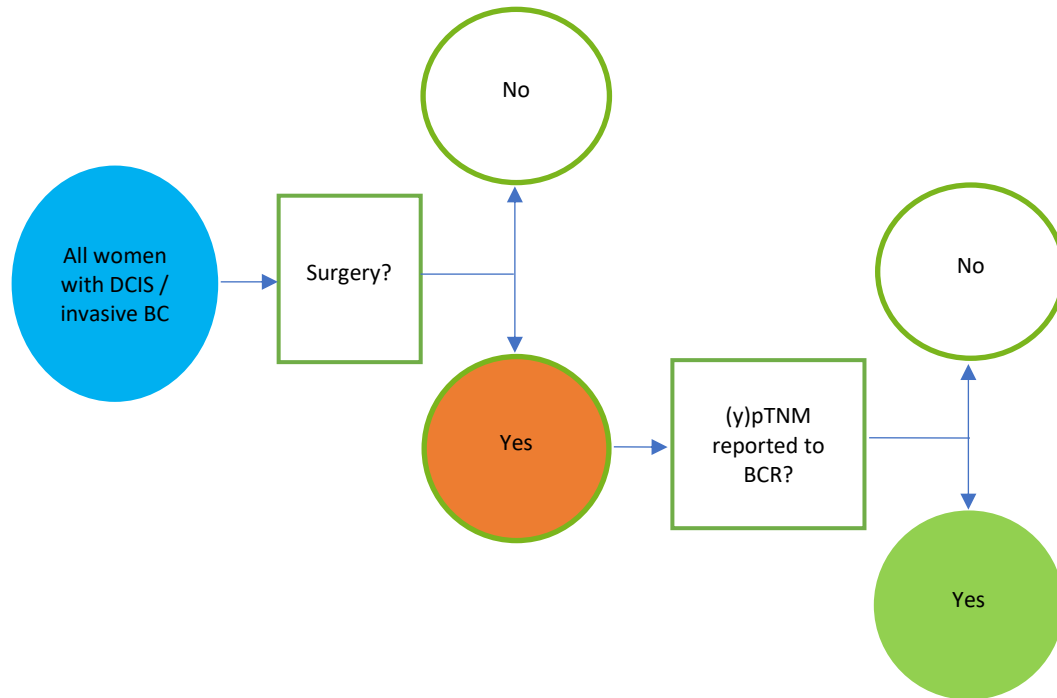 No
All women
with DCIS /
invasive BC
Surgery?
No
Yes
(y)pTNM
reported to
BCR?
Yes